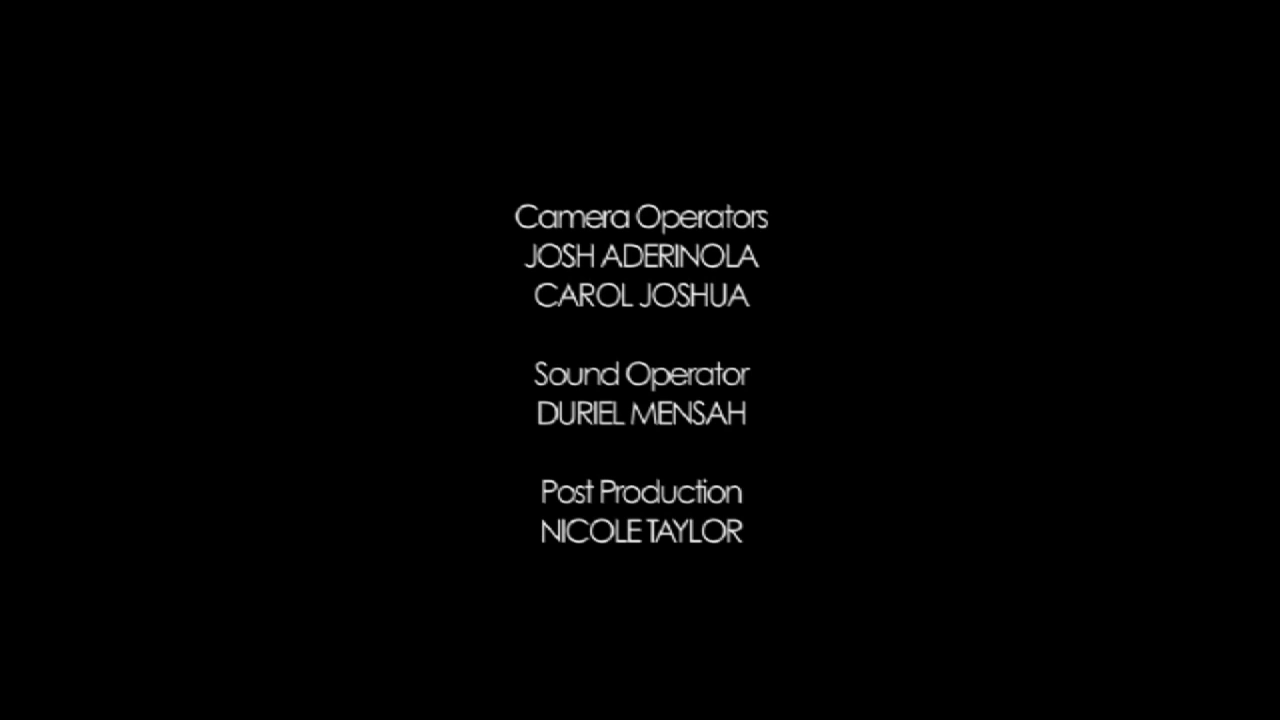 Camera Operators
JOSH ADERINOLA
CAROL JOSHUA
Sound Operator
DURIEL MENSAH
Post Production
NICOLE TAYLOR